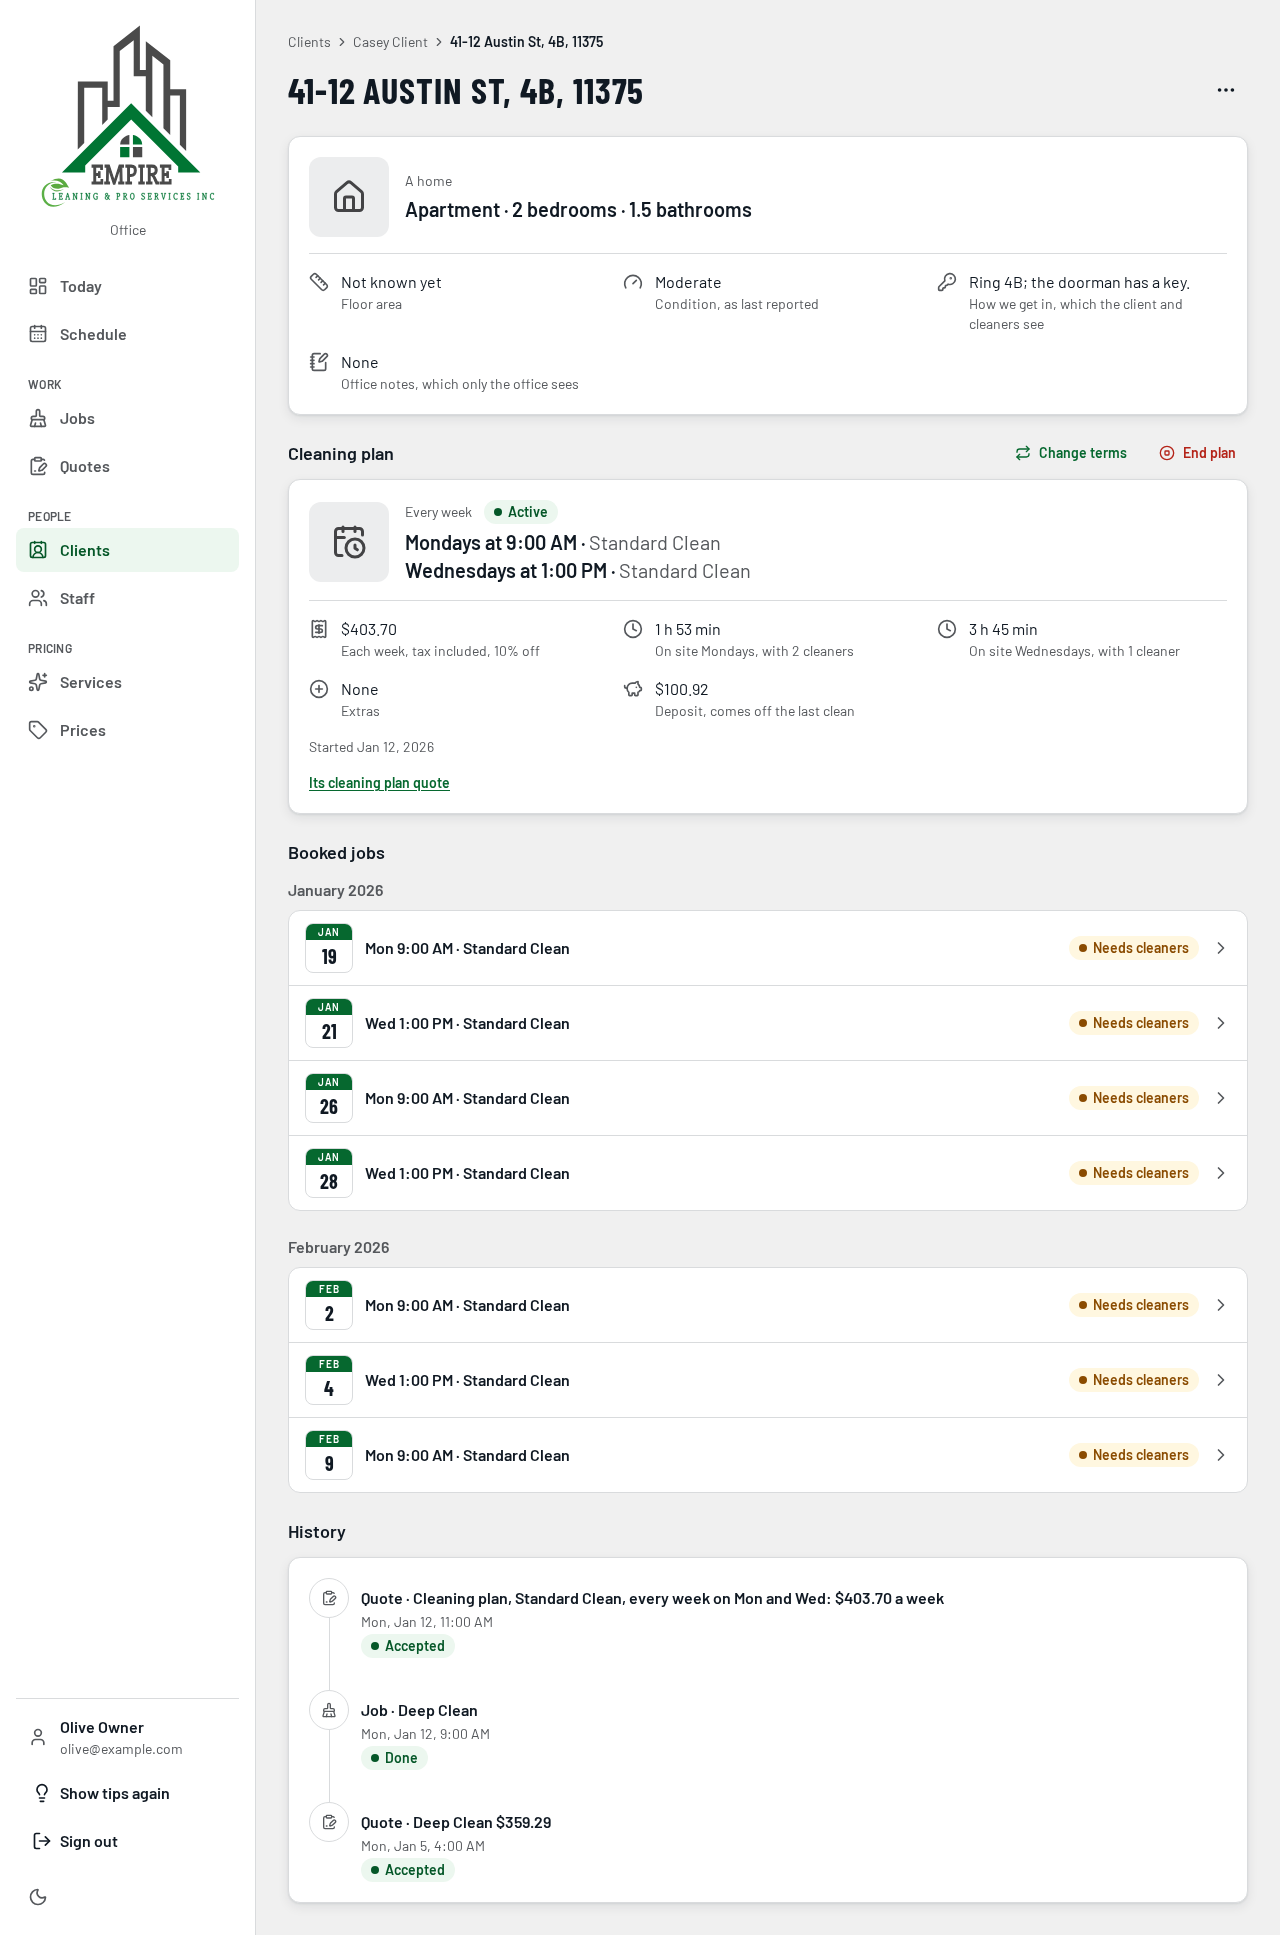 EMPIRE
CLEANING & PRO SERVICES INC
Office
Today
Schedule
WORK
Jobs
Quotes
PEOPLE
Clients
Staff
PRICING
Services
Prices
Olive Owner
olive@example.com
Show tips again
Sign out
Clients
Casey Client
41-12 Austin St, 4B, 11375
41-12 AUSTIN ST, 4B, 11375
A home
Apartment · 2 bedrooms · 1.5 bathrooms
Not known yet
Floor area
Moderate
Condition, as last reported
Ring 4B; the doorman has a key.
How we get in, which the client and
cleaners see
None
Office notes, which only the office sees
Cleaning plan
Change terms
End plan
Every week
Active
Mondays at 9:00 AM · Standard Clean
Wednesdays at 1:00 PM · Standard Clean
$403.70
Each week, tax included, 10% off
1 h 53 min
On site Mondays, with 2 cleaners
3 h 45 min
On site Wednesdays, with 1 cleaner
None
Extras
$100.92
Deposit, comes off the last clean
Started Jan 12, 2026
Its cleaning plan quote
Booked jobs
January 2026
JAN
19
Mon 9:00 AM · Standard Clean
Needs cleaners
JAN
21
Wed 1:00 PM · Standard Clean
Needs cleaners
JAN
26
Mon 9:00 AM · Standard Clean
Needs cleaners
JAN
28
Wed 1:00 PM · Standard Clean
Needs cleaners
February 2026
FEB
2
Mon 9:00 AM · Standard Clean
Needs cleaners
FEB
4
Wed 1:00 PM · Standard Clean
Needs cleaners
FEB
9
Mon 9:00 AM · Standard Clean
Needs cleaners
History
Quote · Cleaning plan, Standard Clean, every week on Mon and Wed: $403.70 a week
Mon, Jan 12, 11:00 AM
Accepted
Job · Deep Clean
Mon, Jan 12, 9:00 AM
Done
Quote · Deep Clean $359.29
Mon, Jan 5, 4:00 AM
Accepted